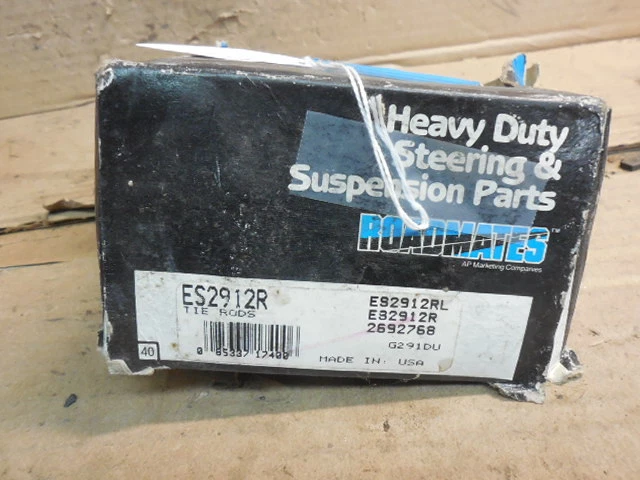 Heavy Duty
Steering &
Suspension Parts
ROADMATES™
AP Marketing Companies
ES2912R
TIE RODS
ES2912RL
ES2912R
2692768
G291DU
MADE IN: USA
40